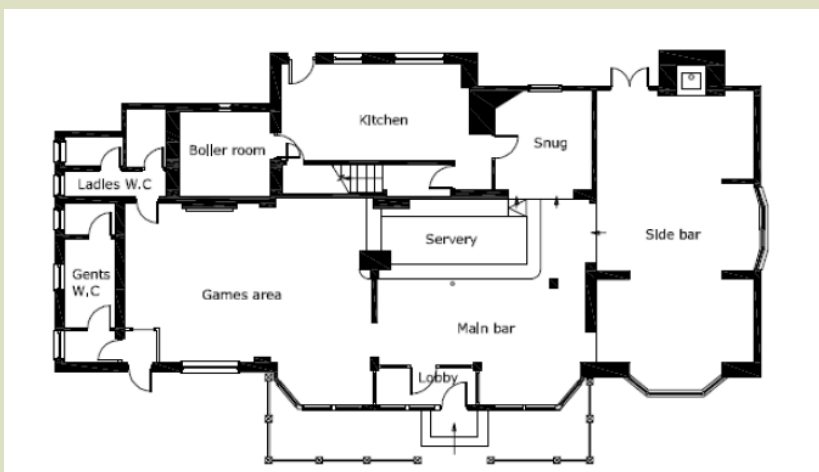 Kitchen
Boiler room
Snug
Ladies W.C
Servery
Side bar
Gents
W.C
Games area
Main bar
Lobby